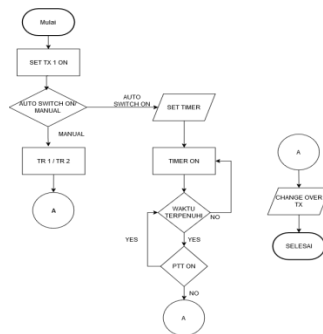 Mulai
SET TX 1 ON
AUTO SWITCH ON/
MANUAL
AUTO
SWITCH ON
SET TIMER
MANUAL
TR 1 / TR 2
A
TIMER ON
WAKTU
TERPENUHI
NO
YES
YES
PTT ON
NO
A
A
CHANGE OVER
TX
SELESAI